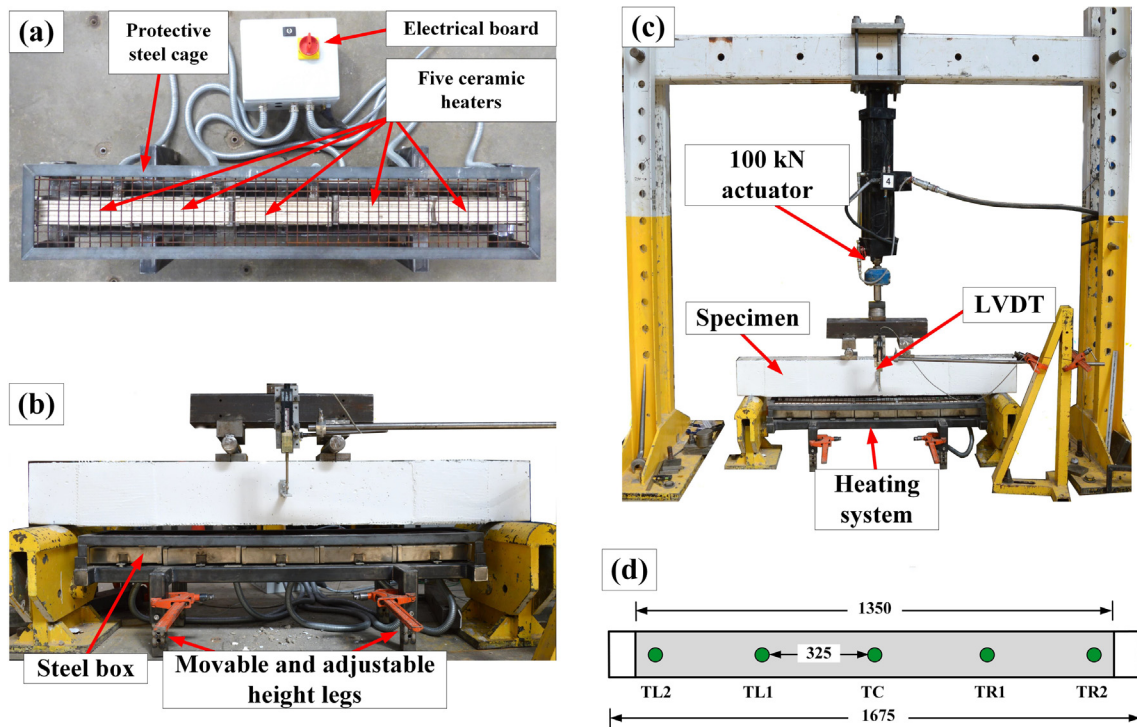 (a)
Protective
steel cage
Electrical board
Five ceramic
heaters
(b)
Steel box
Movable and adjustable
height legs
(c)
100 kN
actuator
4
Specimen
LVDT
Heating
system
(d)
1350
325
TL2 TL1 TC TR1 TR2
1675